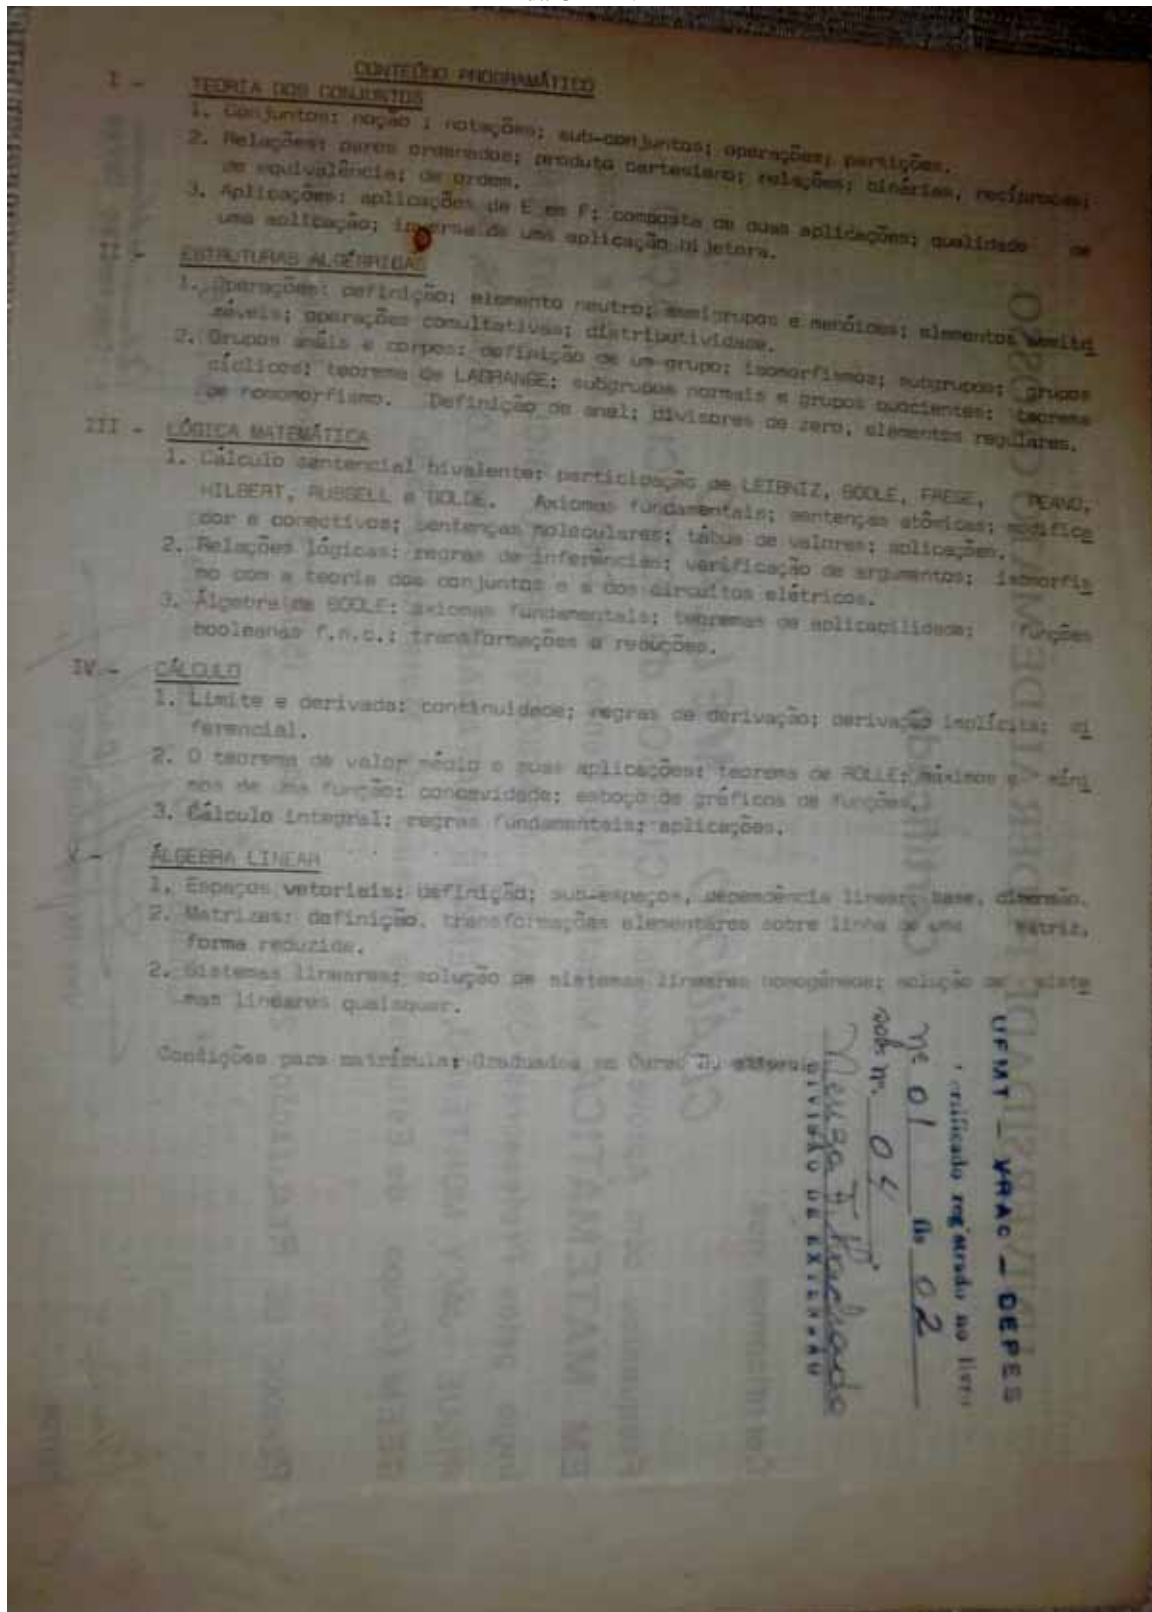 CONTEÚDO PROGRAMÁTICO
I - TEORIA DOS CONJUNTOS
1. Conjuntos: noção ; notações; sub-conjuntos; operações; partições.
2. Relações: pares ordenados; produto cartesiano; relações; binárias, recíprocas;
de equivalência; de ordem.
3. Aplicações: aplicações de E em F; composta de duas aplicações; qualidade de
uma aplicação; inversa de uma aplicação bijetora.
II - ESTRUTURAS ALGÉBRICAS
1. Operações: definição; elemento neutro; semigrupos e monóides; elementos
operações comultativas; distributividade.
2. Grupos anéis e corpos: definição de um grupo; isomorfismos; subgrupos; grupos
cíclicos; teorema de LAGRANGE; subgrupos normais e grupos quocientes; teorema
de homomorfismo. Definição de anel; divisores de zero, elementos regulares.
III - LÓGICA MATEMÁTICA
1. Cálculo sentencial bivalente: participação de LEIBNIZ, BOOLE, FREGE, PEANO,
HILBERT, RUSSELL e Axiomas fundamentais; sentenças atômicas; modifica
dor e conectivos; sentenças moleculares; tábua de valores; aplicações.
2. Relações lógicas: regras de inferências; verificação de argumentos; isomorfis
mo com a teoria dos conjuntos e a dos circuitos elétricos.
3. Álgebra de BOOLE: axiomas fundamentais; teoremas de aplicabilidade; funções
booleanas f.n.c.; transformações e reduções.
IV - CÁLCULO
1. Limite e derivada: continuidade; regras de derivação; derivação implícita; di
ferencial.
2. O teorema de valor médio e suas aplicações: teorema de ROLLE; máximos e míni
mos de uma função; concavidade; esboço de gráficos de funções.
3. Cálculo integral: regras fundamentais; aplicações.
V - ÁLGEBRA LINEAR
1. Espaços vetoriais: definição; sub-espaços, dependência linear; base, dimensão.
2. Matrizes: definição, transformações elementares sobre linha de uma matriz,
forma reduzida.
2. Sistemas lineares; solução de sistemas lineares homogêneos; solução de siste
mas lineares quaisquer.
Condições para matrícula: Graduados em Curso
UFMT - VRAC - DEPES
Certificado registrado no livro
nº 01 fls 02
sob nº. 04
Neuza
DIVISÃO DE EXTENSÃO